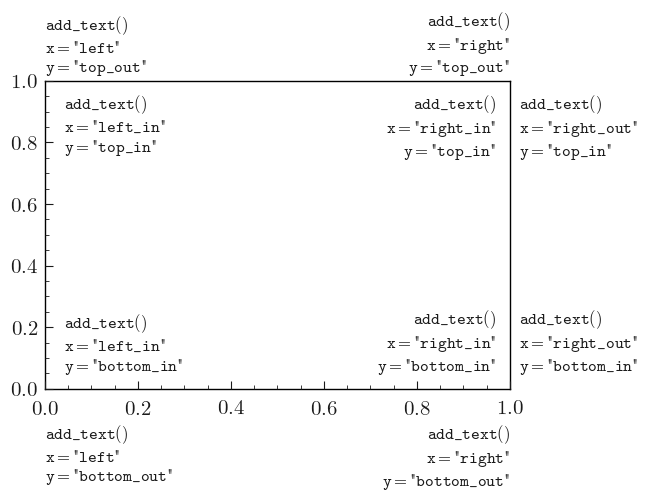 add_text()
x="left"
y="top_out"
add_text()
x="right"
y="top_out"
1.0
0.8
0.6
0.4
0.2
0.0
add_text()
x="left_in"
y="top_in"
add_text()
x="right_in"
y="top_in"
add_text()
x="right_out"
y="top_in"
add_text()
x="left_in"
y="bottom_in"
add_text()
x="right_in"
y="bottom_in"
add_text()
x="right_out"
y="bottom_in"
0.0 0.2 0.4 0.6 0.8 1.0
add_text()
x="left"
y="bottom_out"
add_text()
x="right"
y="bottom_out"